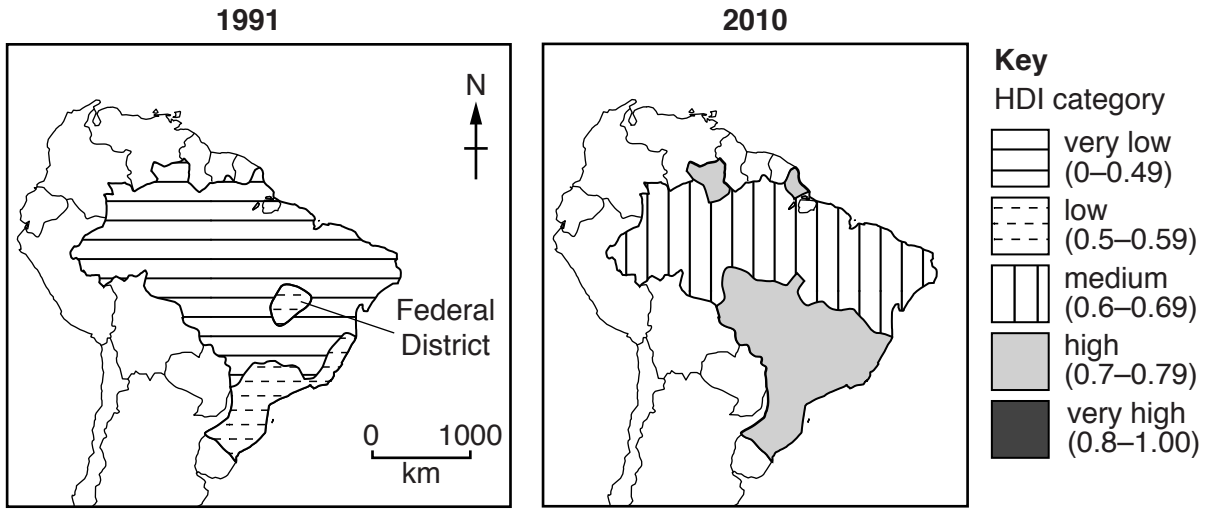 1991
2010
N
Federal
District
0 1000
km
Key
HDI category
very low
(0–0.49)
low
(0.5–0.59)
medium
(0.6–0.69)
high
(0.7–0.79)
very high
(0.8–1.00)